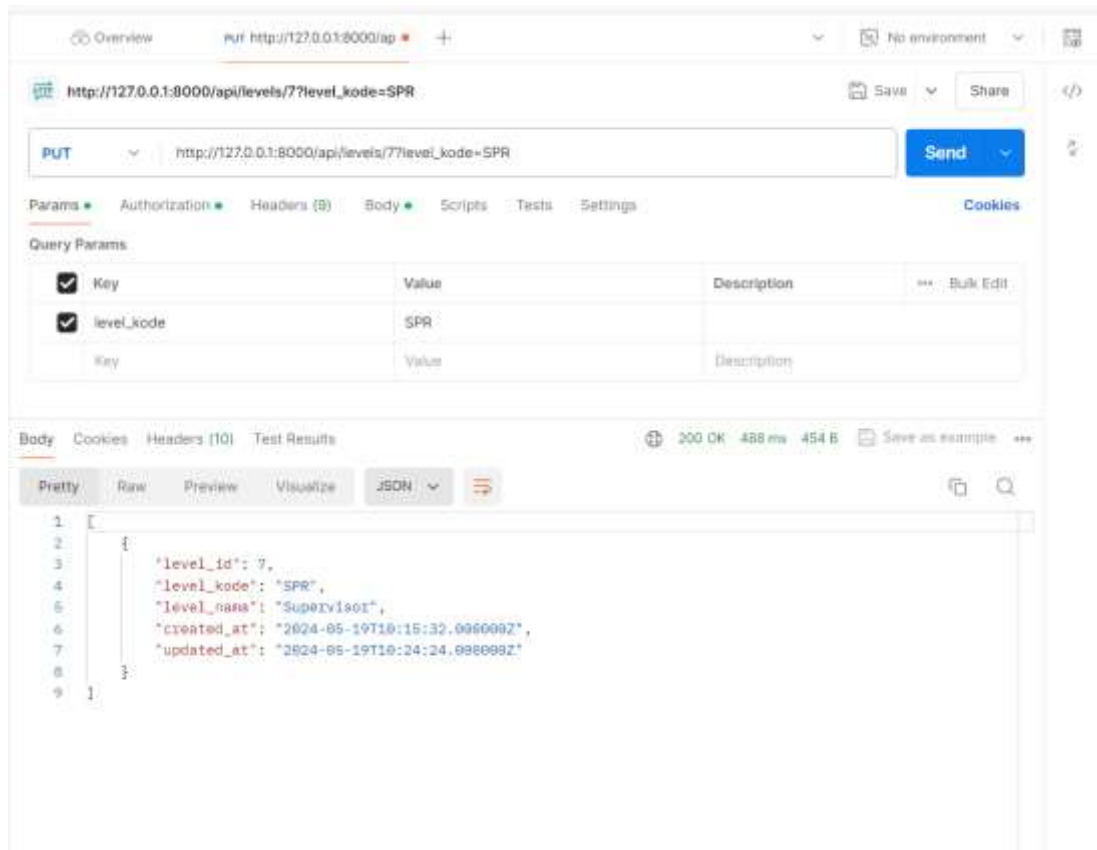 Overview PUT http://127.0.0.1:8000/ap + No environment
http://127.0.0.1:8000/api/levels/7?level_kode=SPR Save Share </>
PUT http://127.0.0.1:8000/api/levels/7?level_kode=SPR Send
Params Authorization Headers (9) Body Scripts Tests Settings Cookies
Query Params
Key Value Description ... Bulk Edit
level_kode SPR
Key Value Description
Body Cookies Headers (10) Test Results 200 OK 488 ms 454 B Save as example ...
Pretty Raw Preview Visualize JSON
1 [
2 {
3 "level_id": 7,
4 "level_kode": "SPR",
5 "level_nama": "Supervisor",
6 "created_at": "2024-05-19T10:15:32.000000Z",
7 "updated_at": "2024-05-19T10:24:24.000000Z"
8 }
9 ]